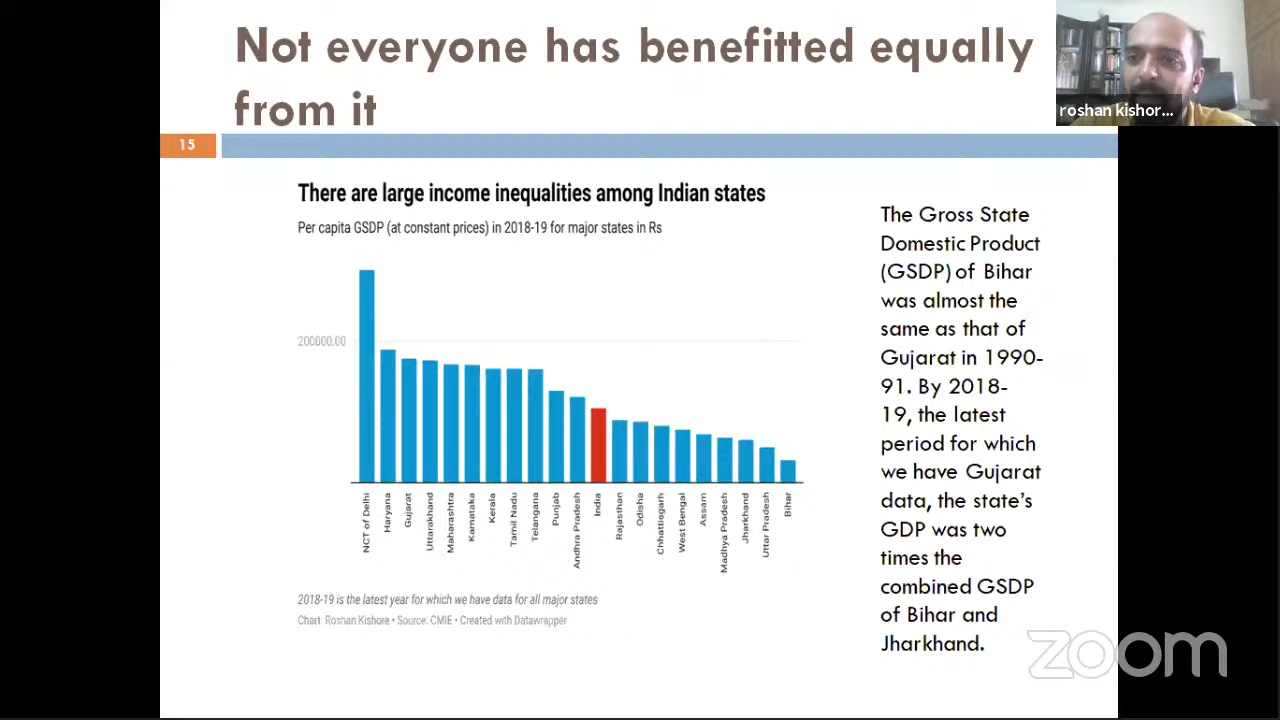 Not everyone has benefitted equally
from it
roshan kishor...
15
There are large income inequalities among Indian states
Per capita GSDP (at constant prices) in 2018-19 for major states in Rs
200000.00
NCT of Delhi
Haryana
Gujarat
Uttarakhand
Maharashtra
Karnataka
Kerala
Tamil Nadu
Telangana
Punjab
Andhra Pradesh
India
Rajasthan
Odisha
Chhattisgarh
West Bengal
Assam
Madhya Pradesh
Jharkhand
Uttar Pradesh
Bihar
2018-19 is the latest year for which we have data for all major states
Chart: Roshan Kishore • Source: CMIE • Created with Datawrapper
The Gross State
Domestic Product
(GSDP) of Bihar
was almost the
same as that of
Gujarat in 1990-
91. By 2018-
19, the latest
period for which
we have Gujarat
data, the state's
GDP was two
times the
combined GSDP
of Bihar and
Jharkhand.
zoom